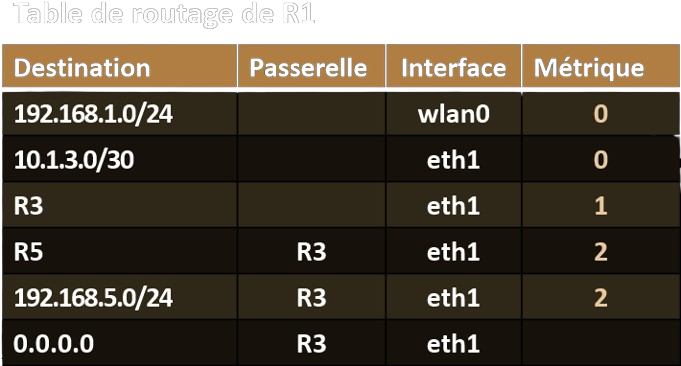 Table de routage de R1
Destination Passerelle Interface Métrique
192.168.1.0/24 wlan0 0
10.1.3.0/30 eth1 0
R3 eth1 1
R5 R3 eth1 2
192.168.5.0/24 R3 eth1 2
0.0.0.0 R3 eth1